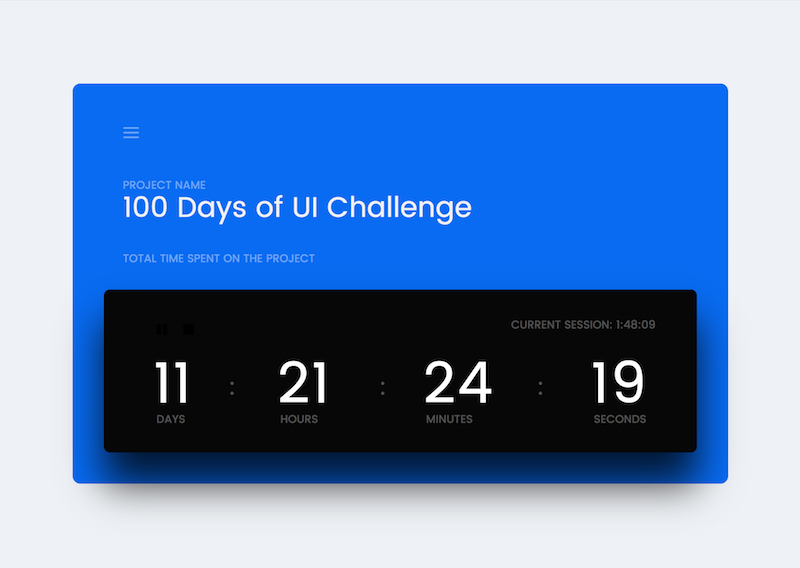 PROJECT NAME
100 Days of UI Challenge
TOTAL TIME SPENT ON THE PROJECT
CURRENT SESSION: 1:48:09
11 : 21 : 24 : 19
DAYS HOURS MINUTES SECONDS